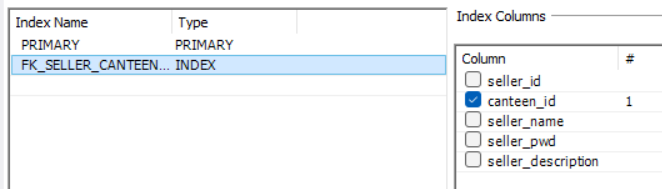 Index Name Type
PRIMARY PRIMARY
FK_SELLER_CANTEEN... INDEX
Index Columns
Column #
seller_id
canteen_id 1
seller_name
seller_pwd
seller_description